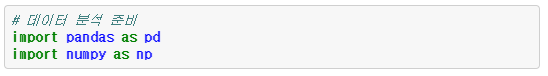 # 데이터 분석 준비
import pandas as pd
import numpy as np